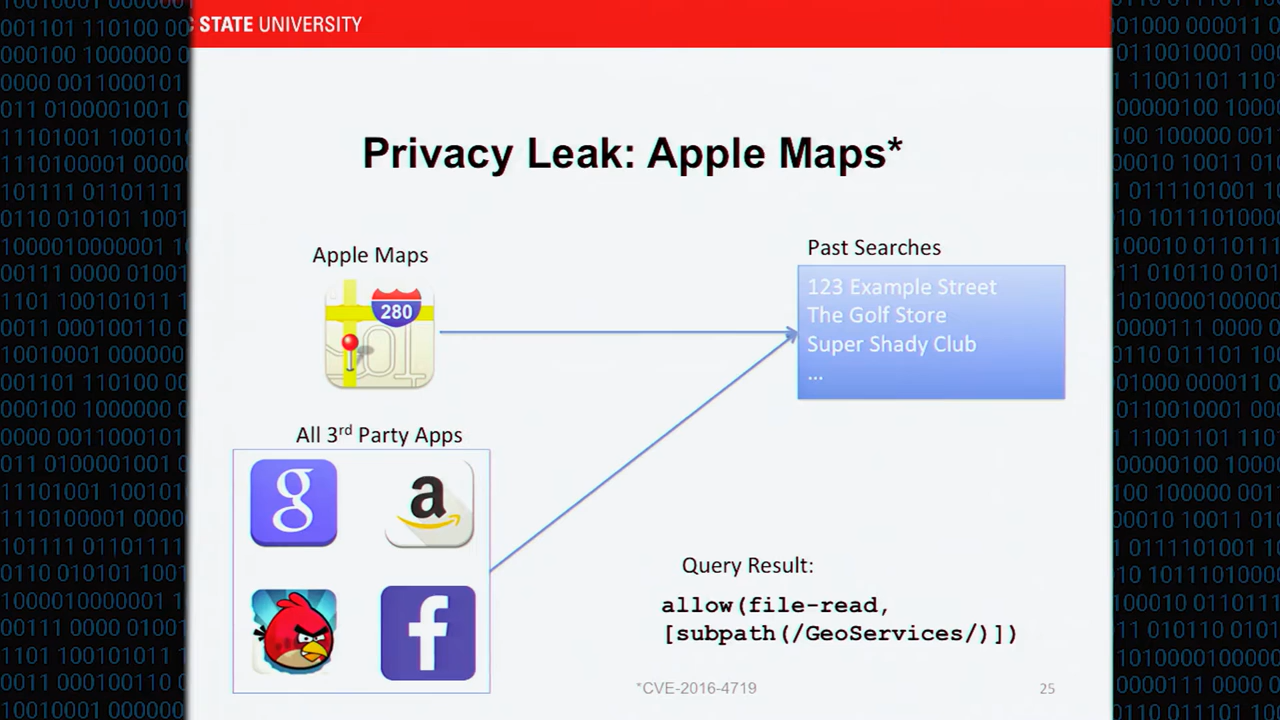 STATE UNIVERSITY
Privacy Leak: Apple Maps*
Apple Maps
280
Past Searches
123 Example Street
The Golf Store
Super Shady Club
...
All 3rd Party Apps
g
a
f
Query Result:
allow(file-read,
[subpath(/GeoServices/)])
*CVE-2016-4719
25